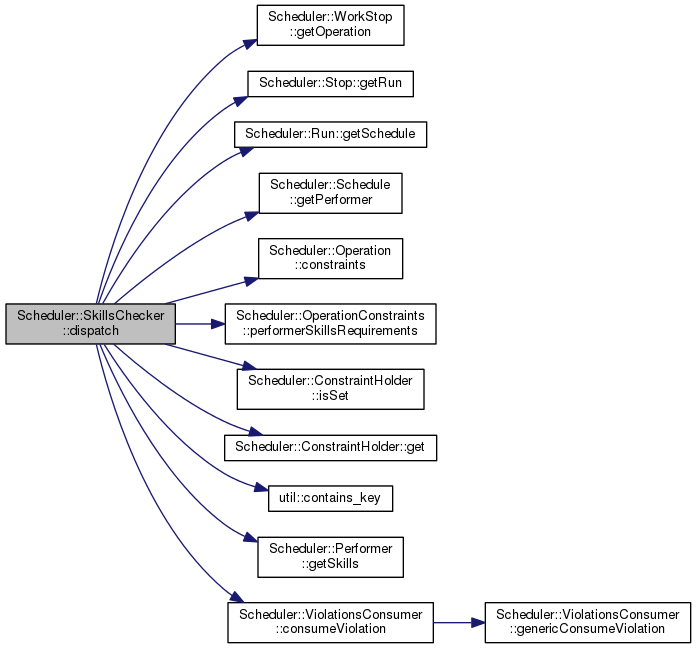 Scheduler::WorkStop
::getOperation
Scheduler::Stop::getRun
Scheduler::Run::getSchedule
Scheduler::Schedule
::getPerformer
Scheduler::Operation
::constraints
Scheduler::SkillsChecker
::dispatch
Scheduler::OperationConstraints
::performerSkillsRequirements
Scheduler::ConstraintHolder
::isSet
Scheduler::ConstraintHolder::get
util::contains_key
Scheduler::Performer
::getSkills
Scheduler::ViolationsConsumer
::consumeViolation
Scheduler::ViolationsConsumer
::genericConsumeViolation